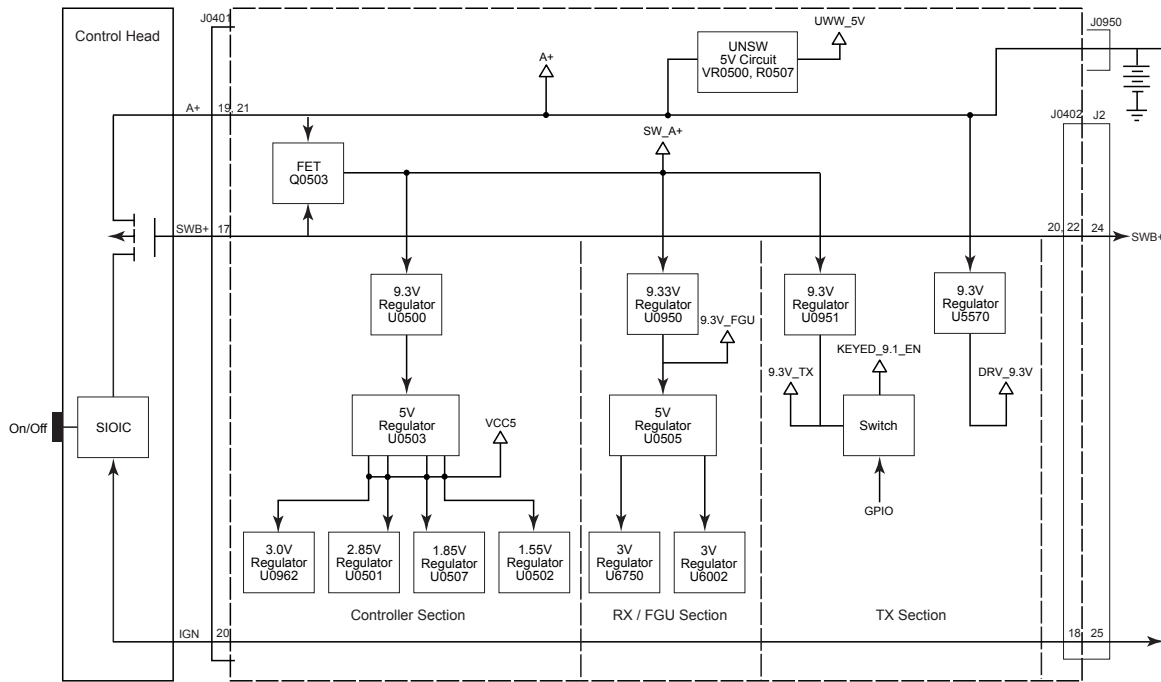 J0401
Control Head
UWW_5V
J0950
A+
UNSW
5V Circuit
VR0500, R0507
A+
19, 21
J0402
J2
SW_A+
FET
Q0503
SWB+
17
20, 22
24
SWB+
9.3V
Regulator
U0500
9.33V
Regulator
U0950
9.3V
Regulator
U0951
9.3V
Regulator
U5570
9.3V_FGU
KEYED_9.1_EN
9.3V_TX
DRV_9.3V
On/Off
SIOIC
5V
Regulator
U0503
VCC5
5V
Regulator
U0505
Switch
GPIO
3.0V
Regulator
U0962
2.85V
Regulator
U0501
1.85V
Regulator
U0507
1.55V
Regulator
U0502
3V
Regulator
U6750
3V
Regulator
U6002
Controller Section
RX / FGU Section
TX Section
IGN
20
18
25